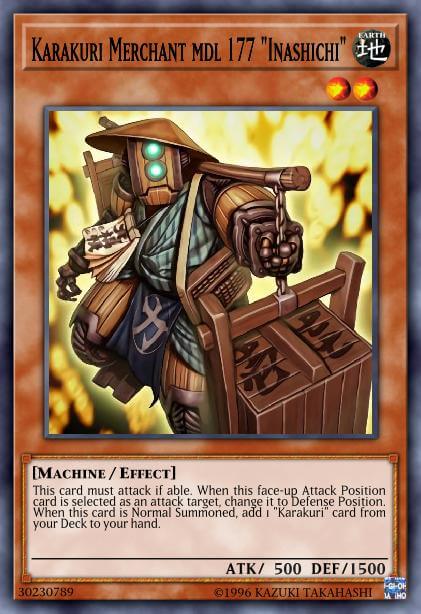 KARAKURI MERCHANT MDL 177 "INASHICHI"
EARTH
地
[MACHINE / EFFECT]
This card must attack if able. When this face-up Attack Position
card is selected as an attack target, change it to Defense Position.
When this card is Normal Summoned, add 1 "Karakuri" card from
your Deck to your hand.
ATK/ 500 DEF/1500
30230789
©1996 KAZUKI TAKAHASHI